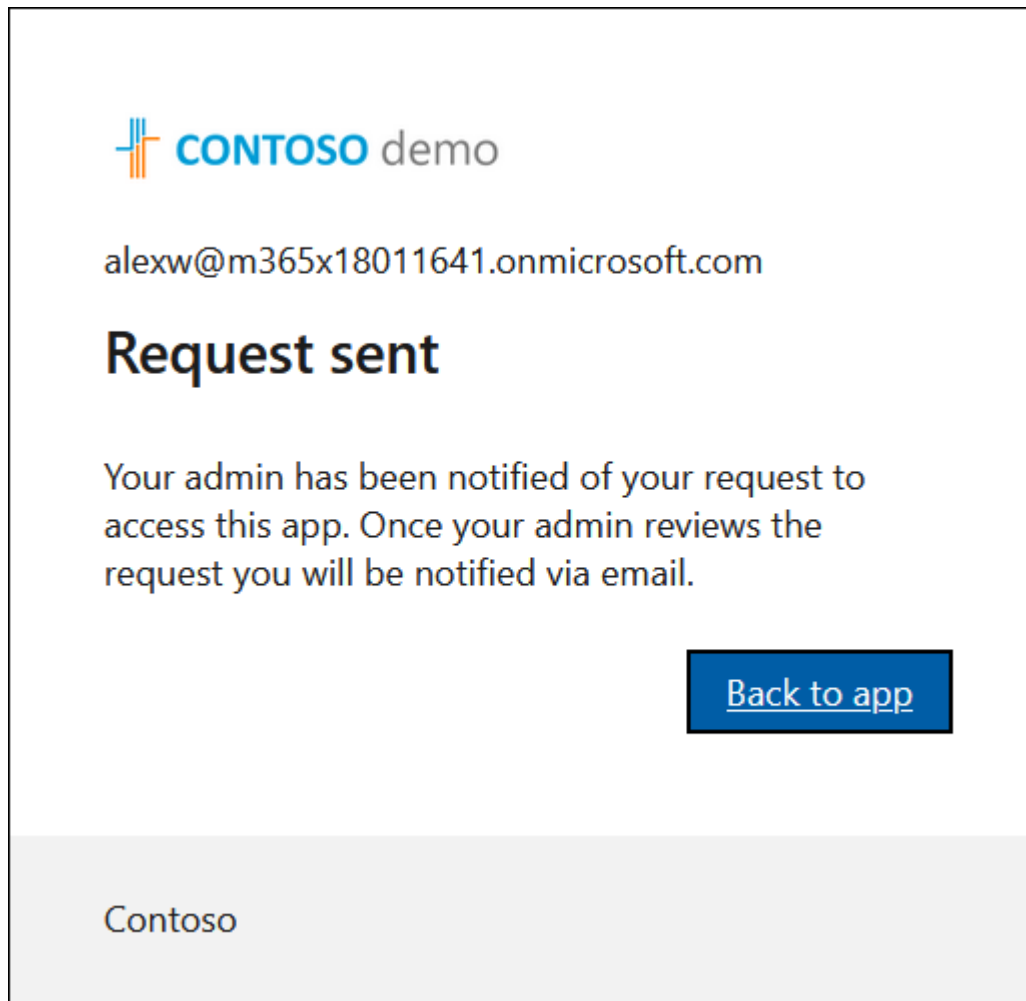 CONTOSO demo
alexw@m365x18011641.onmicrosoft.com
Request sent
Your admin has been notified of your request to
access this app. Once your admin reviews the
request you will be notified via email.
Back to app
Contoso